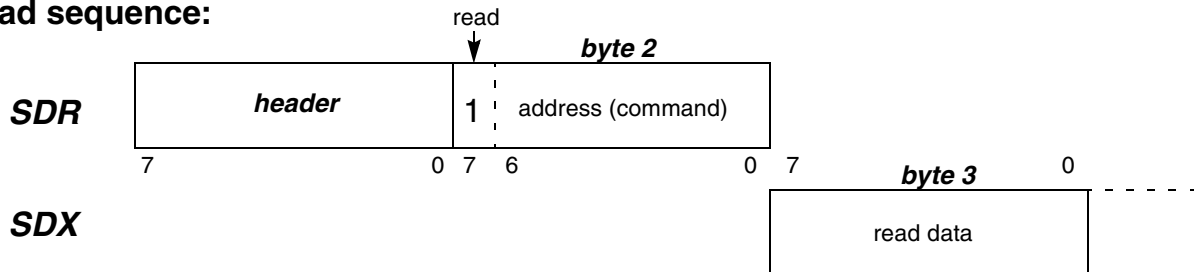 ad sequence:
read
byte 2
SDR
header
1
address (command)
7 0 7 6 0 7 0
byte 3
SDX
read data